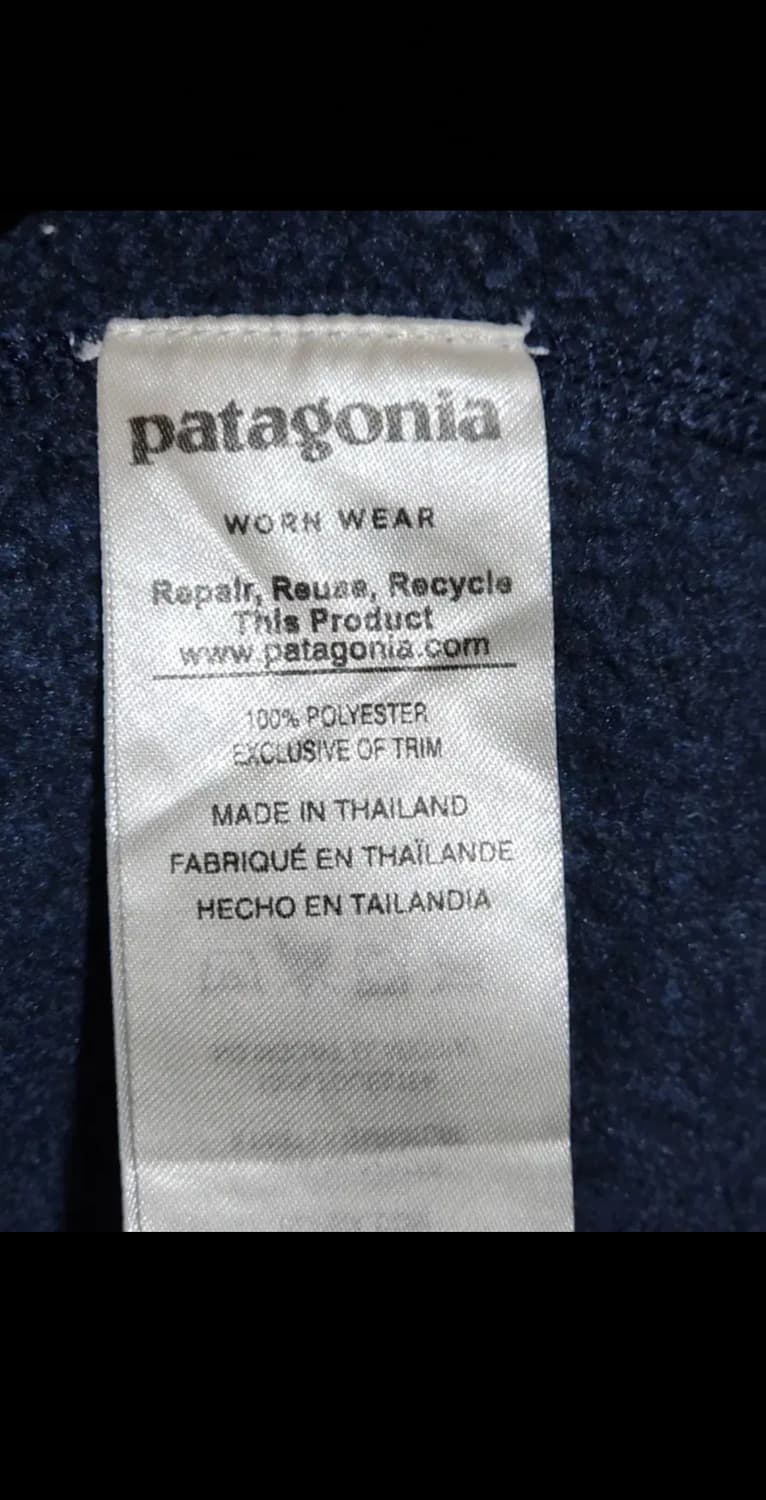 patagonia
WORN WEAR
Repair, Reuse, Recycle
This Product
www.patagonia.com
100% POLYESTER
EXCLUSIVE OF TRIM
MADE IN THAILAND
FABRIQUÉ EN THAÏLANDE
HECHO EN TAILANDIA